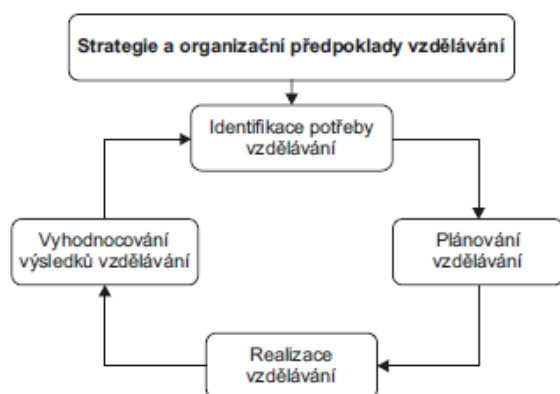 Strategie a organizační předpoklady vzdělávání
Identifikace potřeby
vzdělávání
Vyhodnocování
výsledků vzdělávání
Plánování
vzdělávání
Realizace
vzdělávání